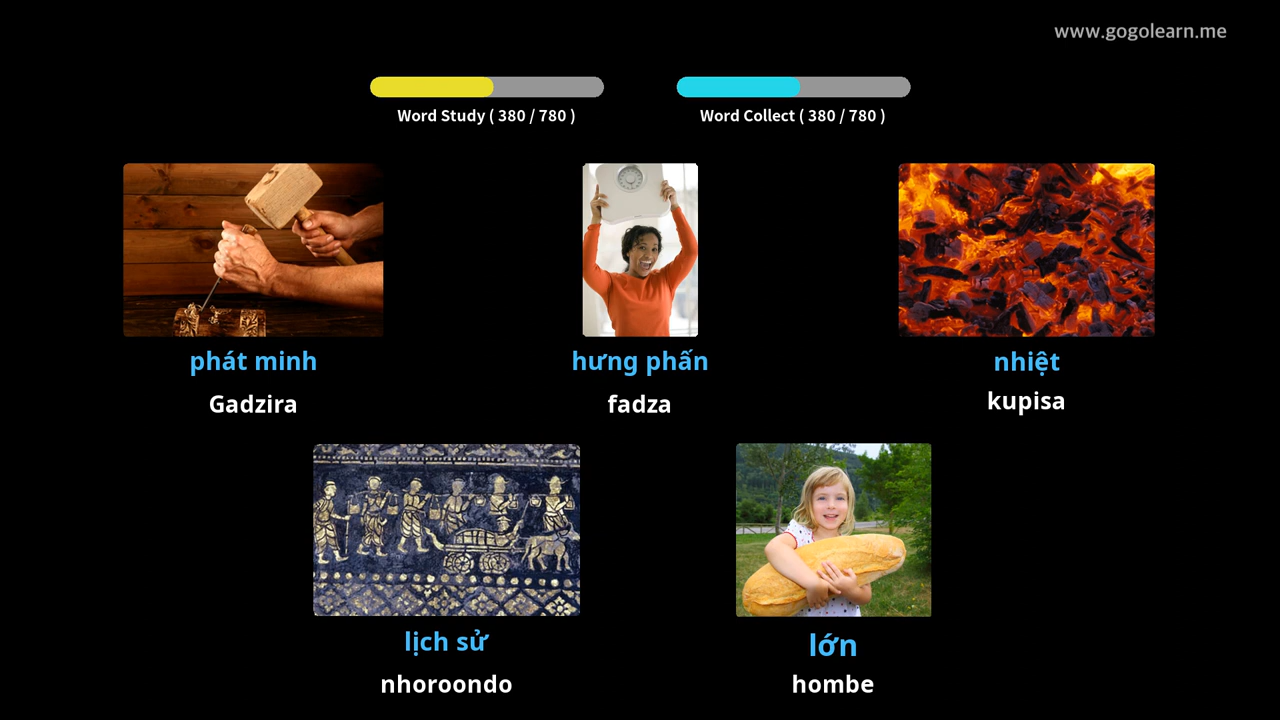 www.gogolearn.me
Word Study ( 380 / 780 )
Word Collect ( 380 / 780 )
phát minh
Gadzira
hưng phấn
fadza
nhiệt
kupisa
lịch sử
nhoroondo
lớn
hombe